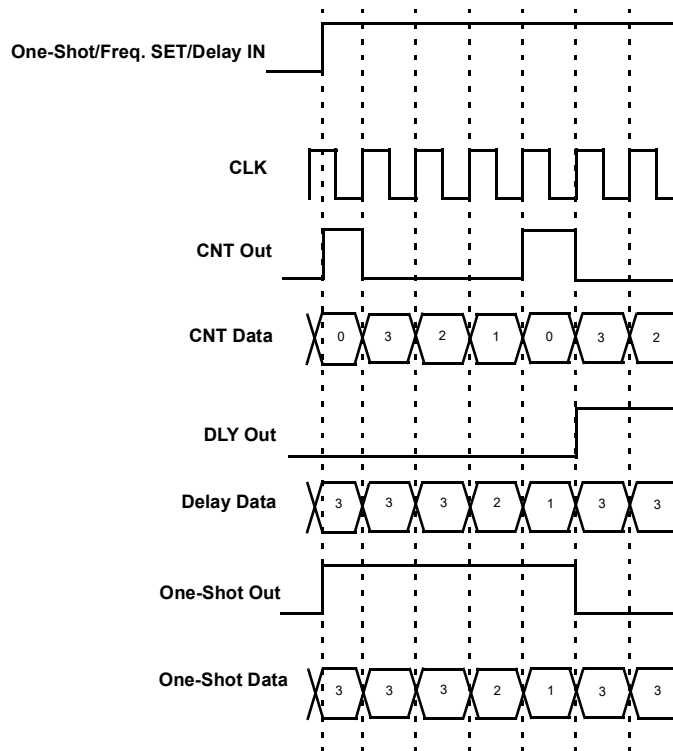 One-Shot/Freq. SET/Delay IN
CLK
CNT Out
CNT Data 0 3 2 1 0 3 2
DLY Out
Delay Data 3 3 3 2 1 3 3
One-Shot Out
One-Shot Data 3 3 3 2 1 3 3